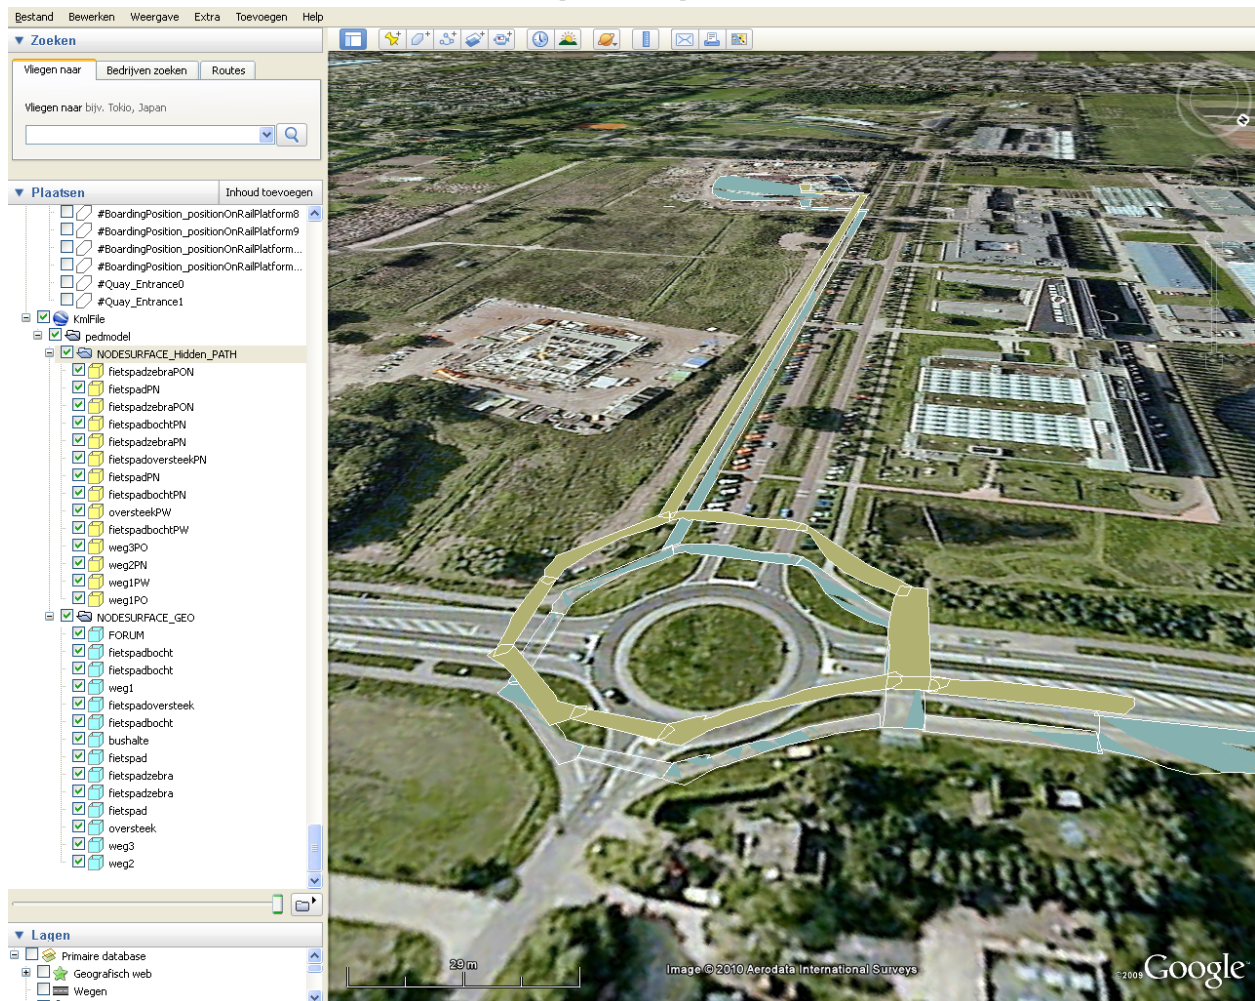 Bestand Bewerken Weergave Extra Toevoegen Help
Zoeken
Vliegen naar Bedrijven zoeken Routes
Vliegen naar bijv. Tokio, Japan
Plaatsen Inhoud toevoegen
#BoardingPosition_positionOnRailPlatform8
#BoardingPosition_positionOnRailPlatform9
#BoardingPosition_positionOnRailPlatform...
#BoardingPosition_positionOnRailPlatform...
#Quay_Entrance0
#Quay_Entrance1
KmlFile
pedmodel
NODESURFACE_Hidden_PATH
fietspadzebraPON
fietspadPN
fietspadzebraPON
fietspadbochtPN
fietspadzebraPN
fietspadoversteekPN
fietspadPN
fietspadbochtPN
oversteekPW
fietspadbochtPW
weg3PO
weg2PN
weg1PW
weg1PO
NODESURFACE_GEO
FORUM
fietspadbocht
fietspadbocht
weg1
fietspadoversteek
fietspadbocht
bushalte
fietspad
fietspadzebra
fietspadzebra
fietspad
oversteek
weg3
weg2
Lagen
Primaire database
Geografisch web
Wegen
29 m
Image © 2010 Aerodata International Surveys
©2009 Google